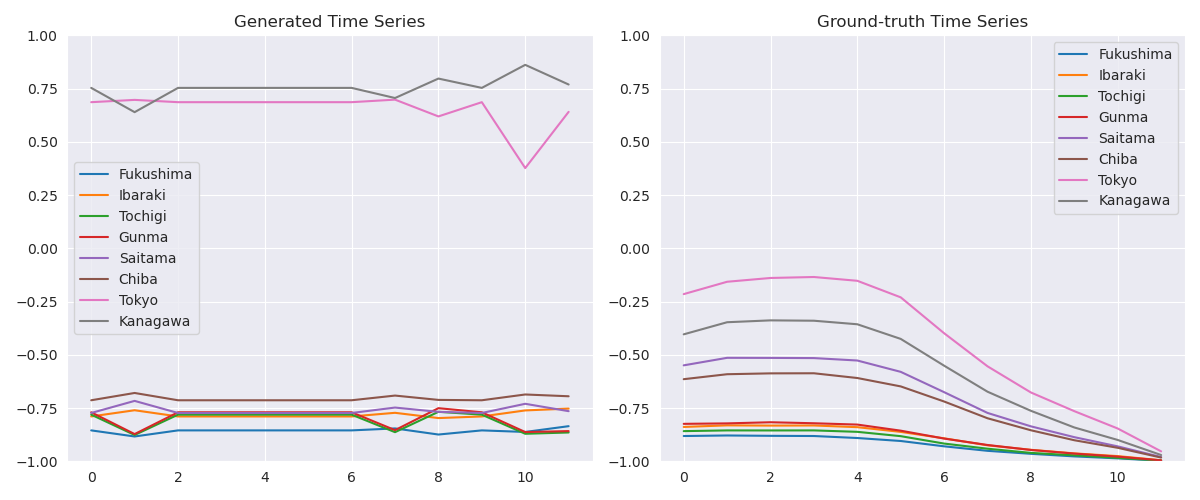 Generated Time Series
1.00
0.75
0.50
0.25
0.00
−0.25
−0.50
−0.75
−1.00
0 2 4 6 8 10
Fukushima
Ibaraki
Tochigi
Gunma
Saitama
Chiba
Tokyo
Kanagawa
Ground-truth Time Series
1.00
0.75
0.50
0.25
0.00
−0.25
−0.50
−0.75
−1.00
0 2 4 6 8 10
Fukushima
Ibaraki
Tochigi
Gunma
Saitama
Chiba
Tokyo
Kanagawa